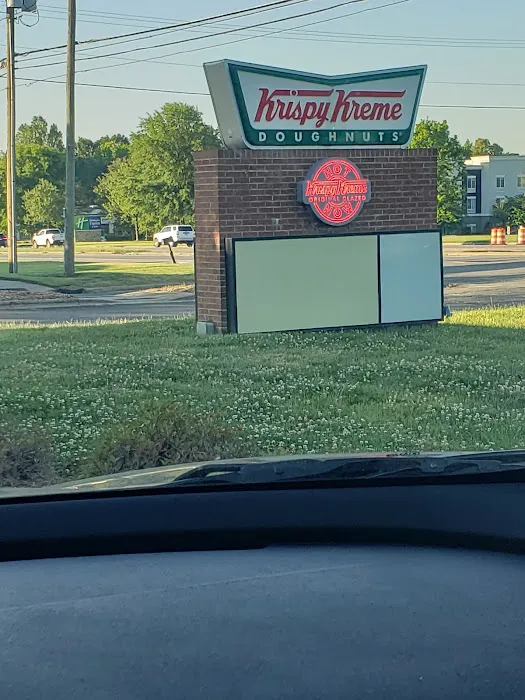 Krispy Kreme
DOUGHNUTS
HOT
Krispy Kreme
ORIGINAL GLAZED
NOW